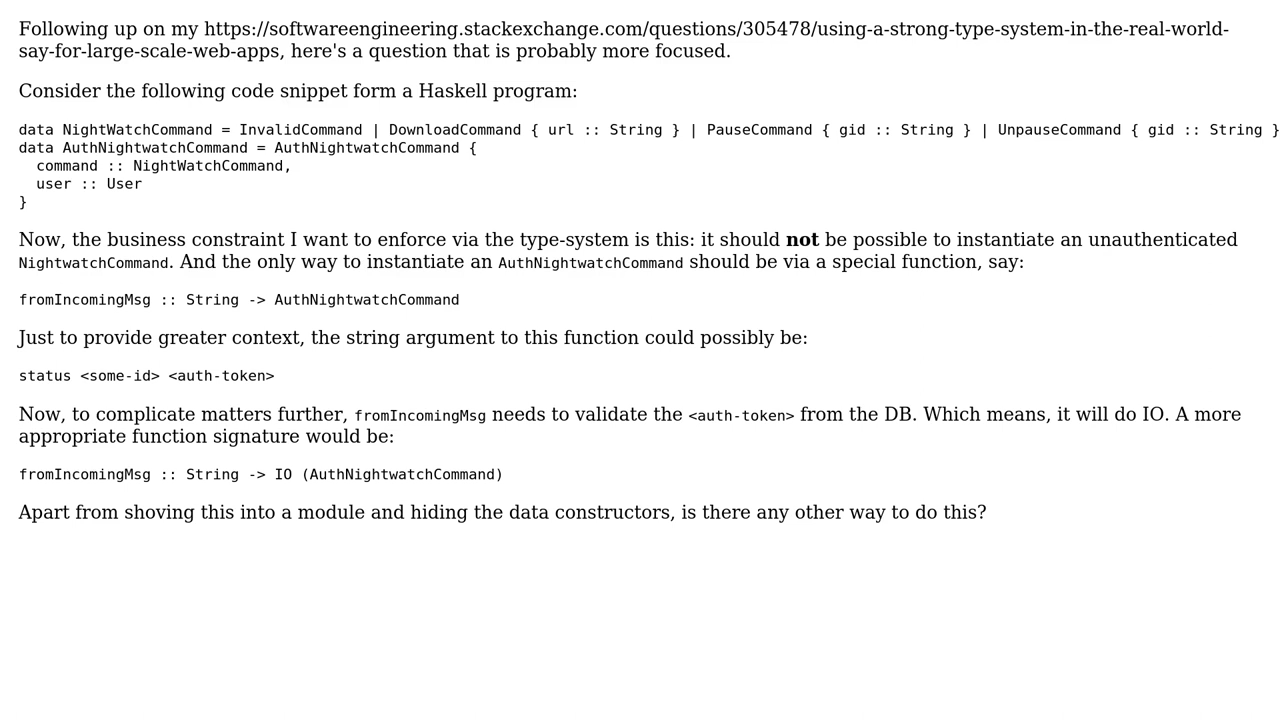 Following up on my https://softwareengineering.stackexchange.com/questions/305478/using-a-strong-type-system-in-the-real-world-
say-for-large-scale-web-apps, here's a question that is probably more focused.
Consider the following code snippet form a Haskell program:
data NightWatchCommand = InvalidCommand | DownloadCommand { url :: String } | PauseCommand { gid :: String } | UnpauseCommand { gid :: String }
data AuthNightwatchCommand = AuthNightwatchCommand {
  command :: NightWatchCommand,
  user :: User
}
Now, the business constraint I want to enforce via the type-system is this: it should not be possible to instantiate an unauthenticated
NightwatchCommand. And the only way to instantiate an AuthNightwatchCommand should be via a special function, say:
fromIncomingMsg :: String -> AuthNightwatchCommand
Just to provide greater context, the string argument to this function could possibly be:
status <some-id> <auth-token>
Now, to complicate matters further, fromIncomingMsg needs to validate the <auth-token> from the DB. Which means, it will do IO. A more
appropriate function signature would be:
fromIncomingMsg :: String -> IO (AuthNightwatchCommand)
Apart from shoving this into a module and hiding the data constructors, is there any other way to do this?